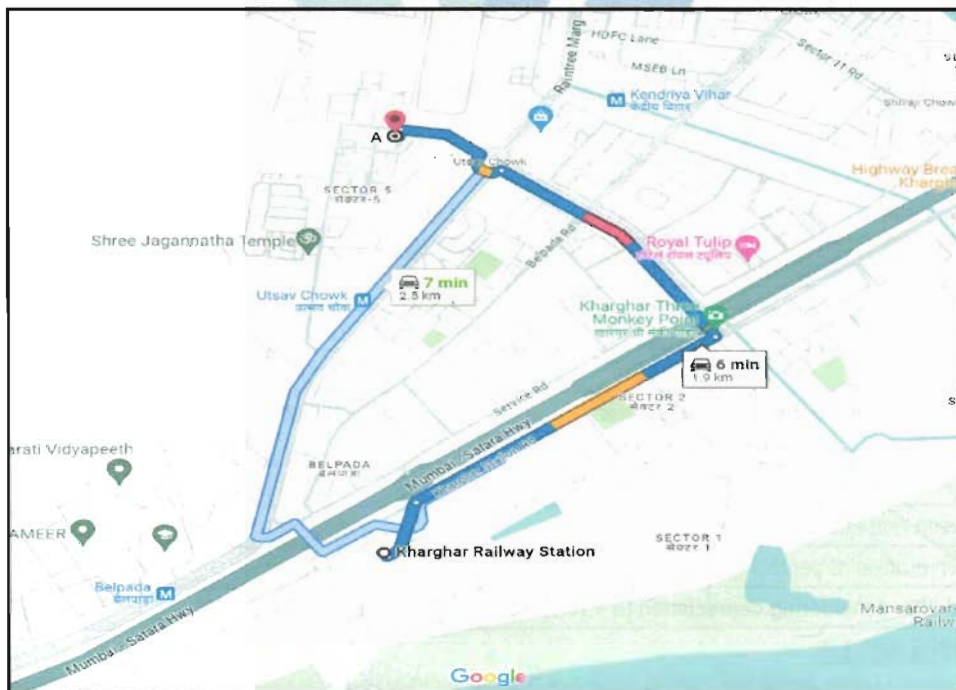 HDFC Lane
Raintree Marg
MSEB Ln
Sector 11 Rd
Kendriya Vihar
केंद्रीय विहार
A
Utsav Chowk
Highway Brea
Khargh
SECTOR 5
सेक्टर-5
Shree Jagannatha Temple
Belpada Rd
Royal Tulip
7 min
2.5 km
Utsav Chowk
उत्सव चौक
Kharghar Three
Monkey Point
6 min
1.9 km
Service Rd
SECTOR 2
सेक्टर 2
arati Vidyapeeth
BELPADA
बेलपाडा
Mumbai - Satara Hwy
AMEER
Kharghar Railway Station
SECTOR 1
सेक्टर 1
Belpada
बेलपाडा
Mansarovar
Railw
Mumbai - Satara Hwy
Google